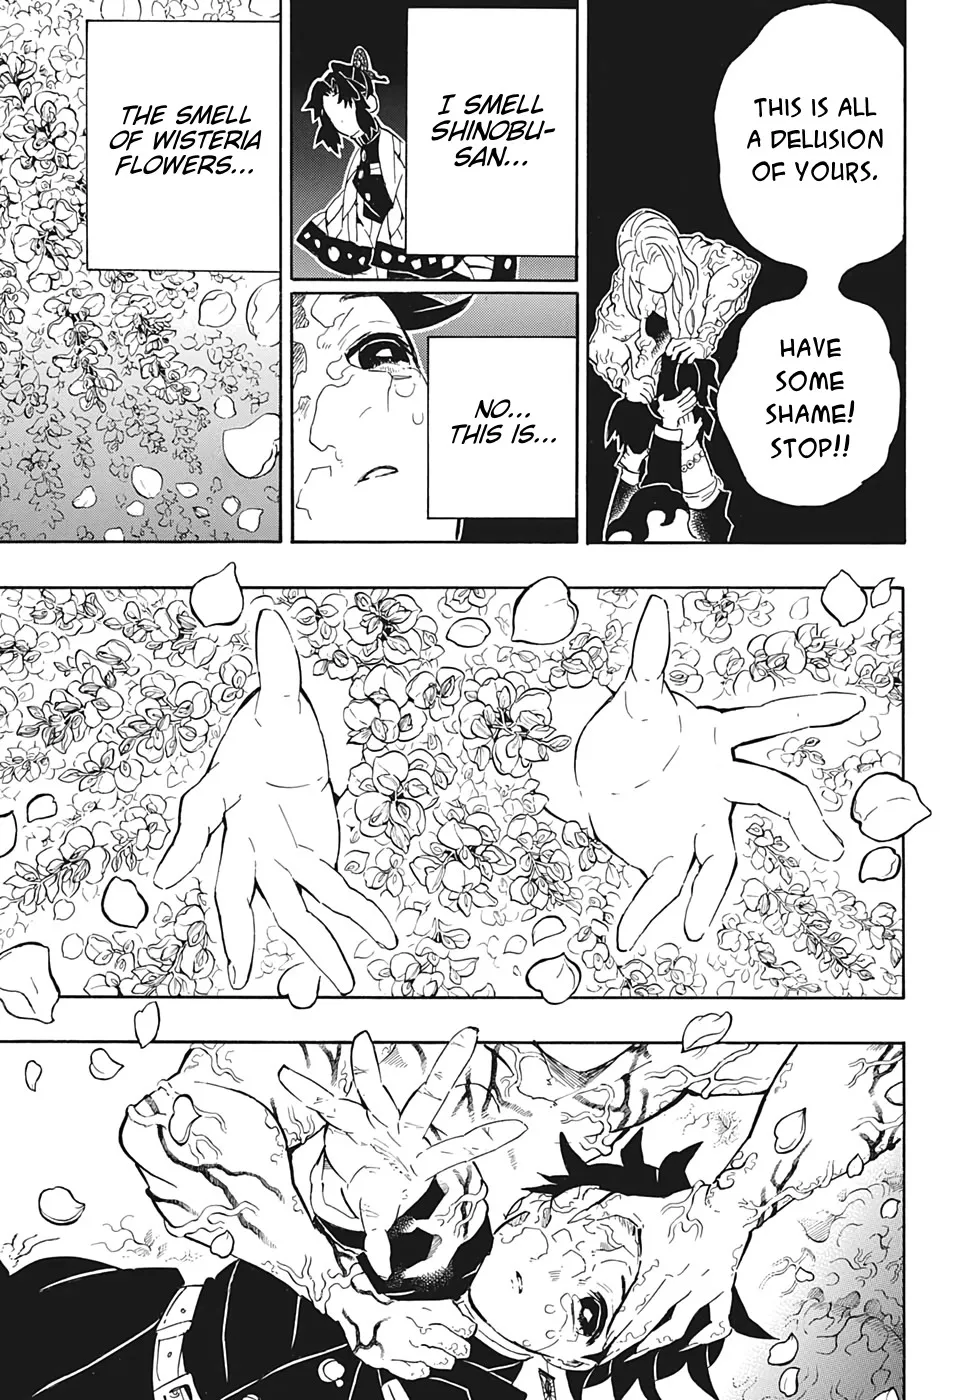 THIS IS ALL
A DELUSION
OF YOURS.
HAVE
SOME
SHAME!
STOP!!
I SMELL
SHINOBU-
SAN...
NO...
THIS IS...
THE SMELL
OF WISTERIA
FLOWERS...